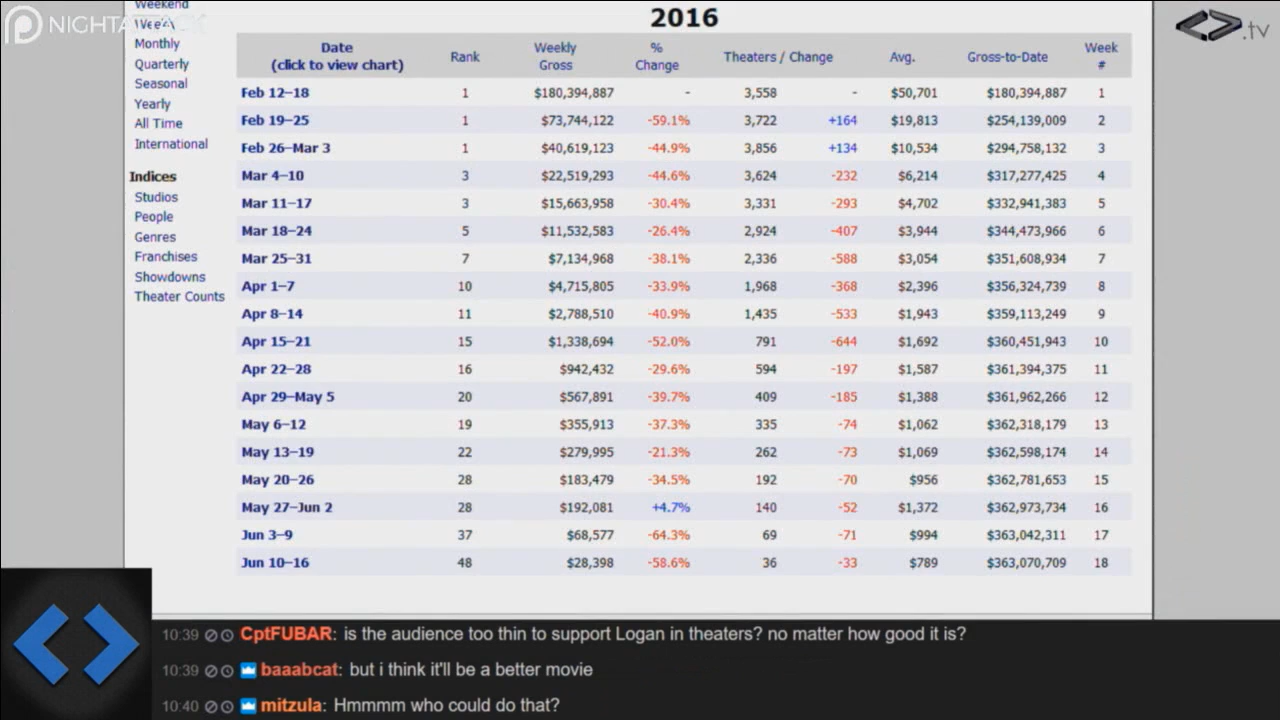 Weekend
NIGHTATTACK
Weekly
Monthly
Quarterly
Seasonal
Yearly
All Time
International
Indices
Studios
People
Genres
Franchises
Showdowns
Theater Counts
.tv
2016
Date (click to view chart) Rank Weekly Gross % Change Theaters / Change Avg. Gross-to-Date Week #
Feb 12–18 1 $180,394,887 - 3,558 - $50,701 $180,394,887 1
Feb 19–25 1 $73,744,122 -59.1% 3,722 +164 $19,813 $254,139,009 2
Feb 26–Mar 3 1 $40,619,123 -44.9% 3,856 +134 $10,534 $294,758,132 3
Mar 4–10 3 $22,519,293 -44.6% 3,624 -232 $6,214 $317,277,425 4
Mar 11–17 3 $15,663,958 -30.4% 3,331 -293 $4,702 $332,941,383 5
Mar 18–24 5 $11,532,583 -26.4% 2,924 -407 $3,944 $344,473,966 6
Mar 25–31 7 $7,134,968 -38.1% 2,336 -588 $3,054 $351,608,934 7
Apr 1–7 10 $4,715,805 -33.9% 1,968 -368 $2,396 $356,324,739 8
Apr 8–14 11 $2,788,510 -40.9% 1,435 -533 $1,943 $359,113,249 9
Apr 15–21 15 $1,338,694 -52.0% 791 -644 $1,692 $360,451,943 10
Apr 22–28 16 $942,432 -29.6% 594 -197 $1,587 $361,394,375 11
Apr 29–May 5 20 $567,891 -39.7% 409 -185 $1,388 $361,962,266 12
May 6–12 19 $355,913 -37.3% 335 -74 $1,062 $362,318,179 13
May 13–19 22 $279,995 -21.3% 262 -73 $1,069 $362,598,174 14
May 20–26 28 $183,479 -34.5% 192 -70 $956 $362,781,653 15
May 27–Jun 2 28 $192,081 +4.7% 140 -52 $1,372 $362,973,734 16
Jun 3–9 37 $68,577 -64.3% 69 -71 $994 $363,042,311 17
Jun 10–16 48 $28,398 -58.6% 36 -33 $789 $363,070,709 18
10:39 CptFUBAR: is the audience too thin to support Logan in theaters? no matter how good it is?
10:39 baaabcat: but i think it'll be a better movie
10:40 mitzula: Hmmmm who could do that?